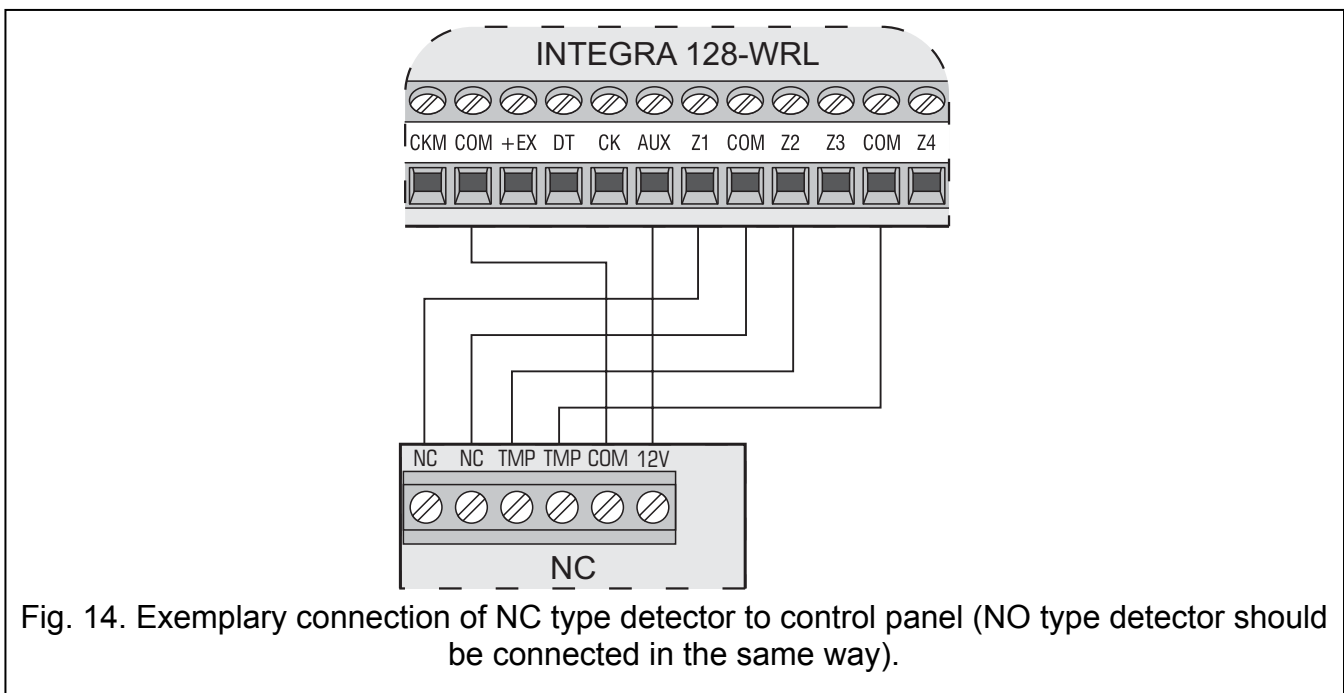 INTEGRA 128-WRL
CKM COM +EX DT CK AUX Z1 COM Z2 Z3 COM Z4
NC NC TMP TMP COM 12V
NC
Fig. 14. Exemplary connection of NC type detector to control panel (NO type detector should
be connected in the same way).